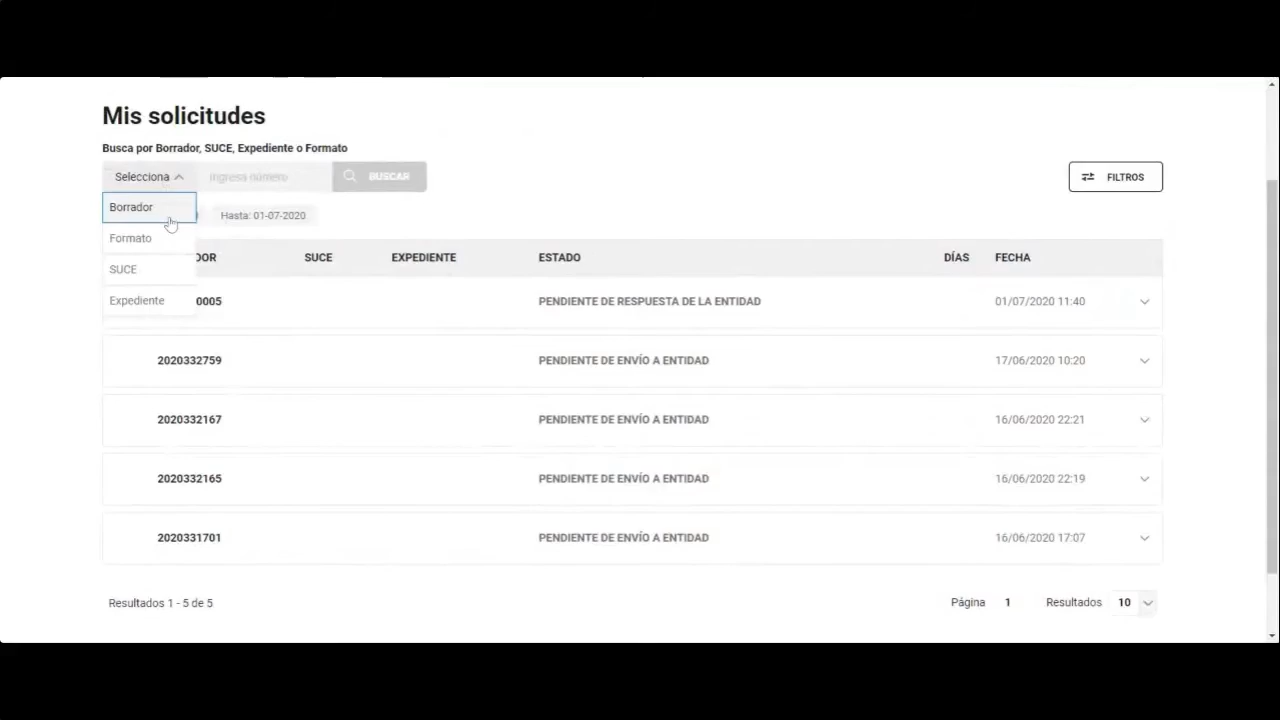 Mis solicitudes
Busca por Borrador, SUCE, Expediente o Formato
Selecciona Ingresa número BUSCAR FILTROS
Borrador
Hasta: 01-07-2020
Formato
DOR SUCE EXPEDIENTE ESTADO DÍAS FECHA
SUCE
Expediente
0005 PENDIENTE DE RESPUESTA DE LA ENTIDAD 01/07/2020 11:40
2020332759 PENDIENTE DE ENVÍO A ENTIDAD 17/06/2020 10:20
2020332167 PENDIENTE DE ENVÍO A ENTIDAD 16/06/2020 22:21
2020332165 PENDIENTE DE ENVÍO A ENTIDAD 16/06/2020 22:19
2020331701 PENDIENTE DE ENVÍO A ENTIDAD 16/06/2020 17:07
Resultados 1 - 5 de 5 Página 1 Resultados 10